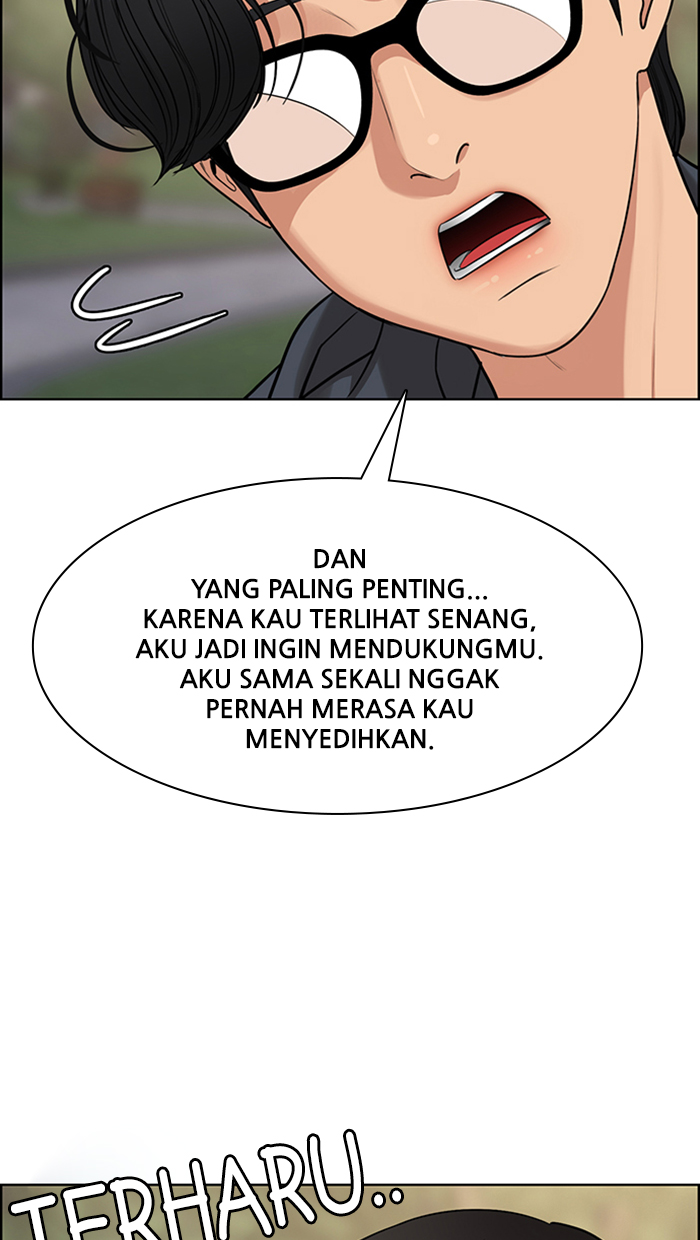 DAN
YANG PALING PENTING...
KARENA KAU TERLIHAT SENANG,
AKU JADI INGIN MENDUKUNGMU.
AKU SAMA SEKALI NGGAK
PERNAH MERASA KAU
MENYEDIHKAN.
TERHARU..